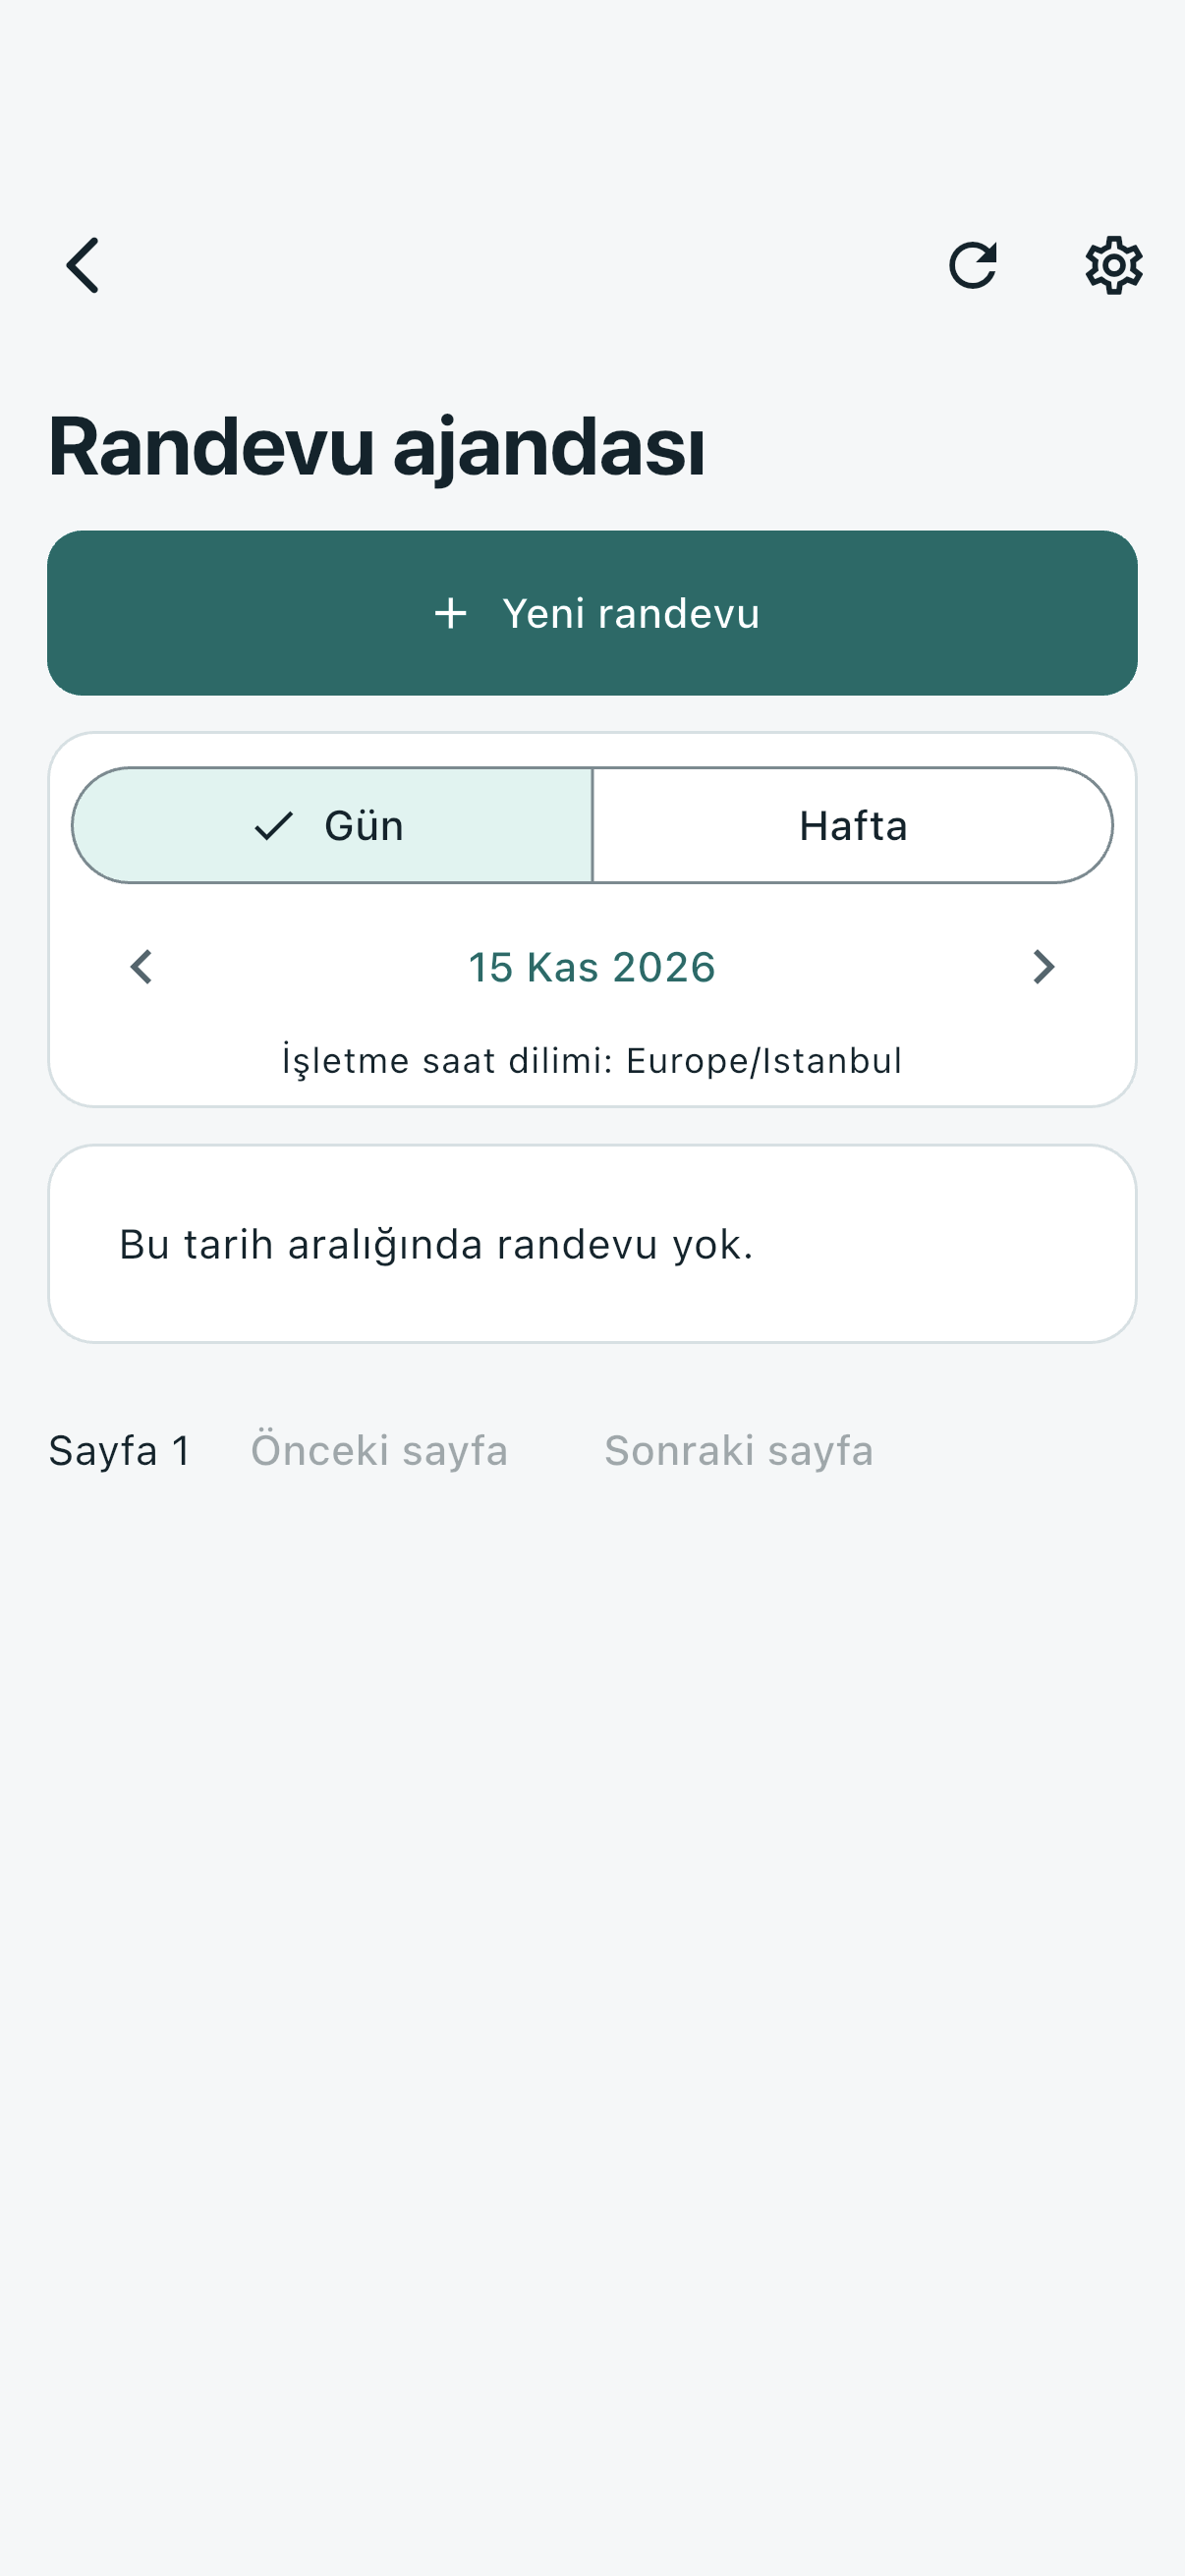 Randevu ajandası
Yeni randevu
Gün
Hafta
15 Kas 2026
İşletme saat dilimi: Europe/Istanbul
Bu tarih aralığında randevu yok.
Sayfa 1 Önceki sayfa Sonraki sayfa